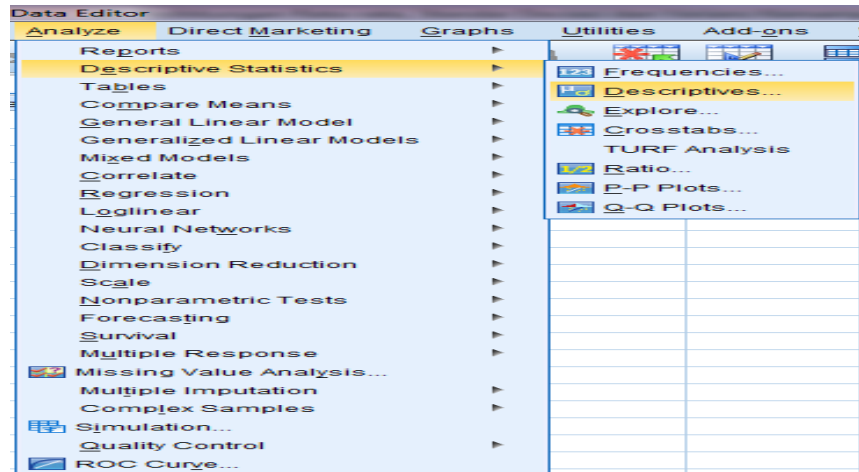 Data Editor
Analyze Direct Marketing Graphs Utilities Add-ons
Reports
Descriptive Statistics
Tables
Compare Means
General Linear Model
Generalized Linear Models
Mixed Models
Correlate
Regression
Loglinear
Neural Networks
Classify
Dimension Reduction
Scale
Nonparametric Tests
Forecasting
Survival
Multiple Response
Missing Value Analysis...
Multiple Imputation
Complex Samples
Simulation...
Quality Control
ROC Curve...
123 Frequencies...
Descriptives...
Explore...
Crosstabs...
TURF Analysis
1/2 Ratio...
P-P Plots...
Q-Q Plots...